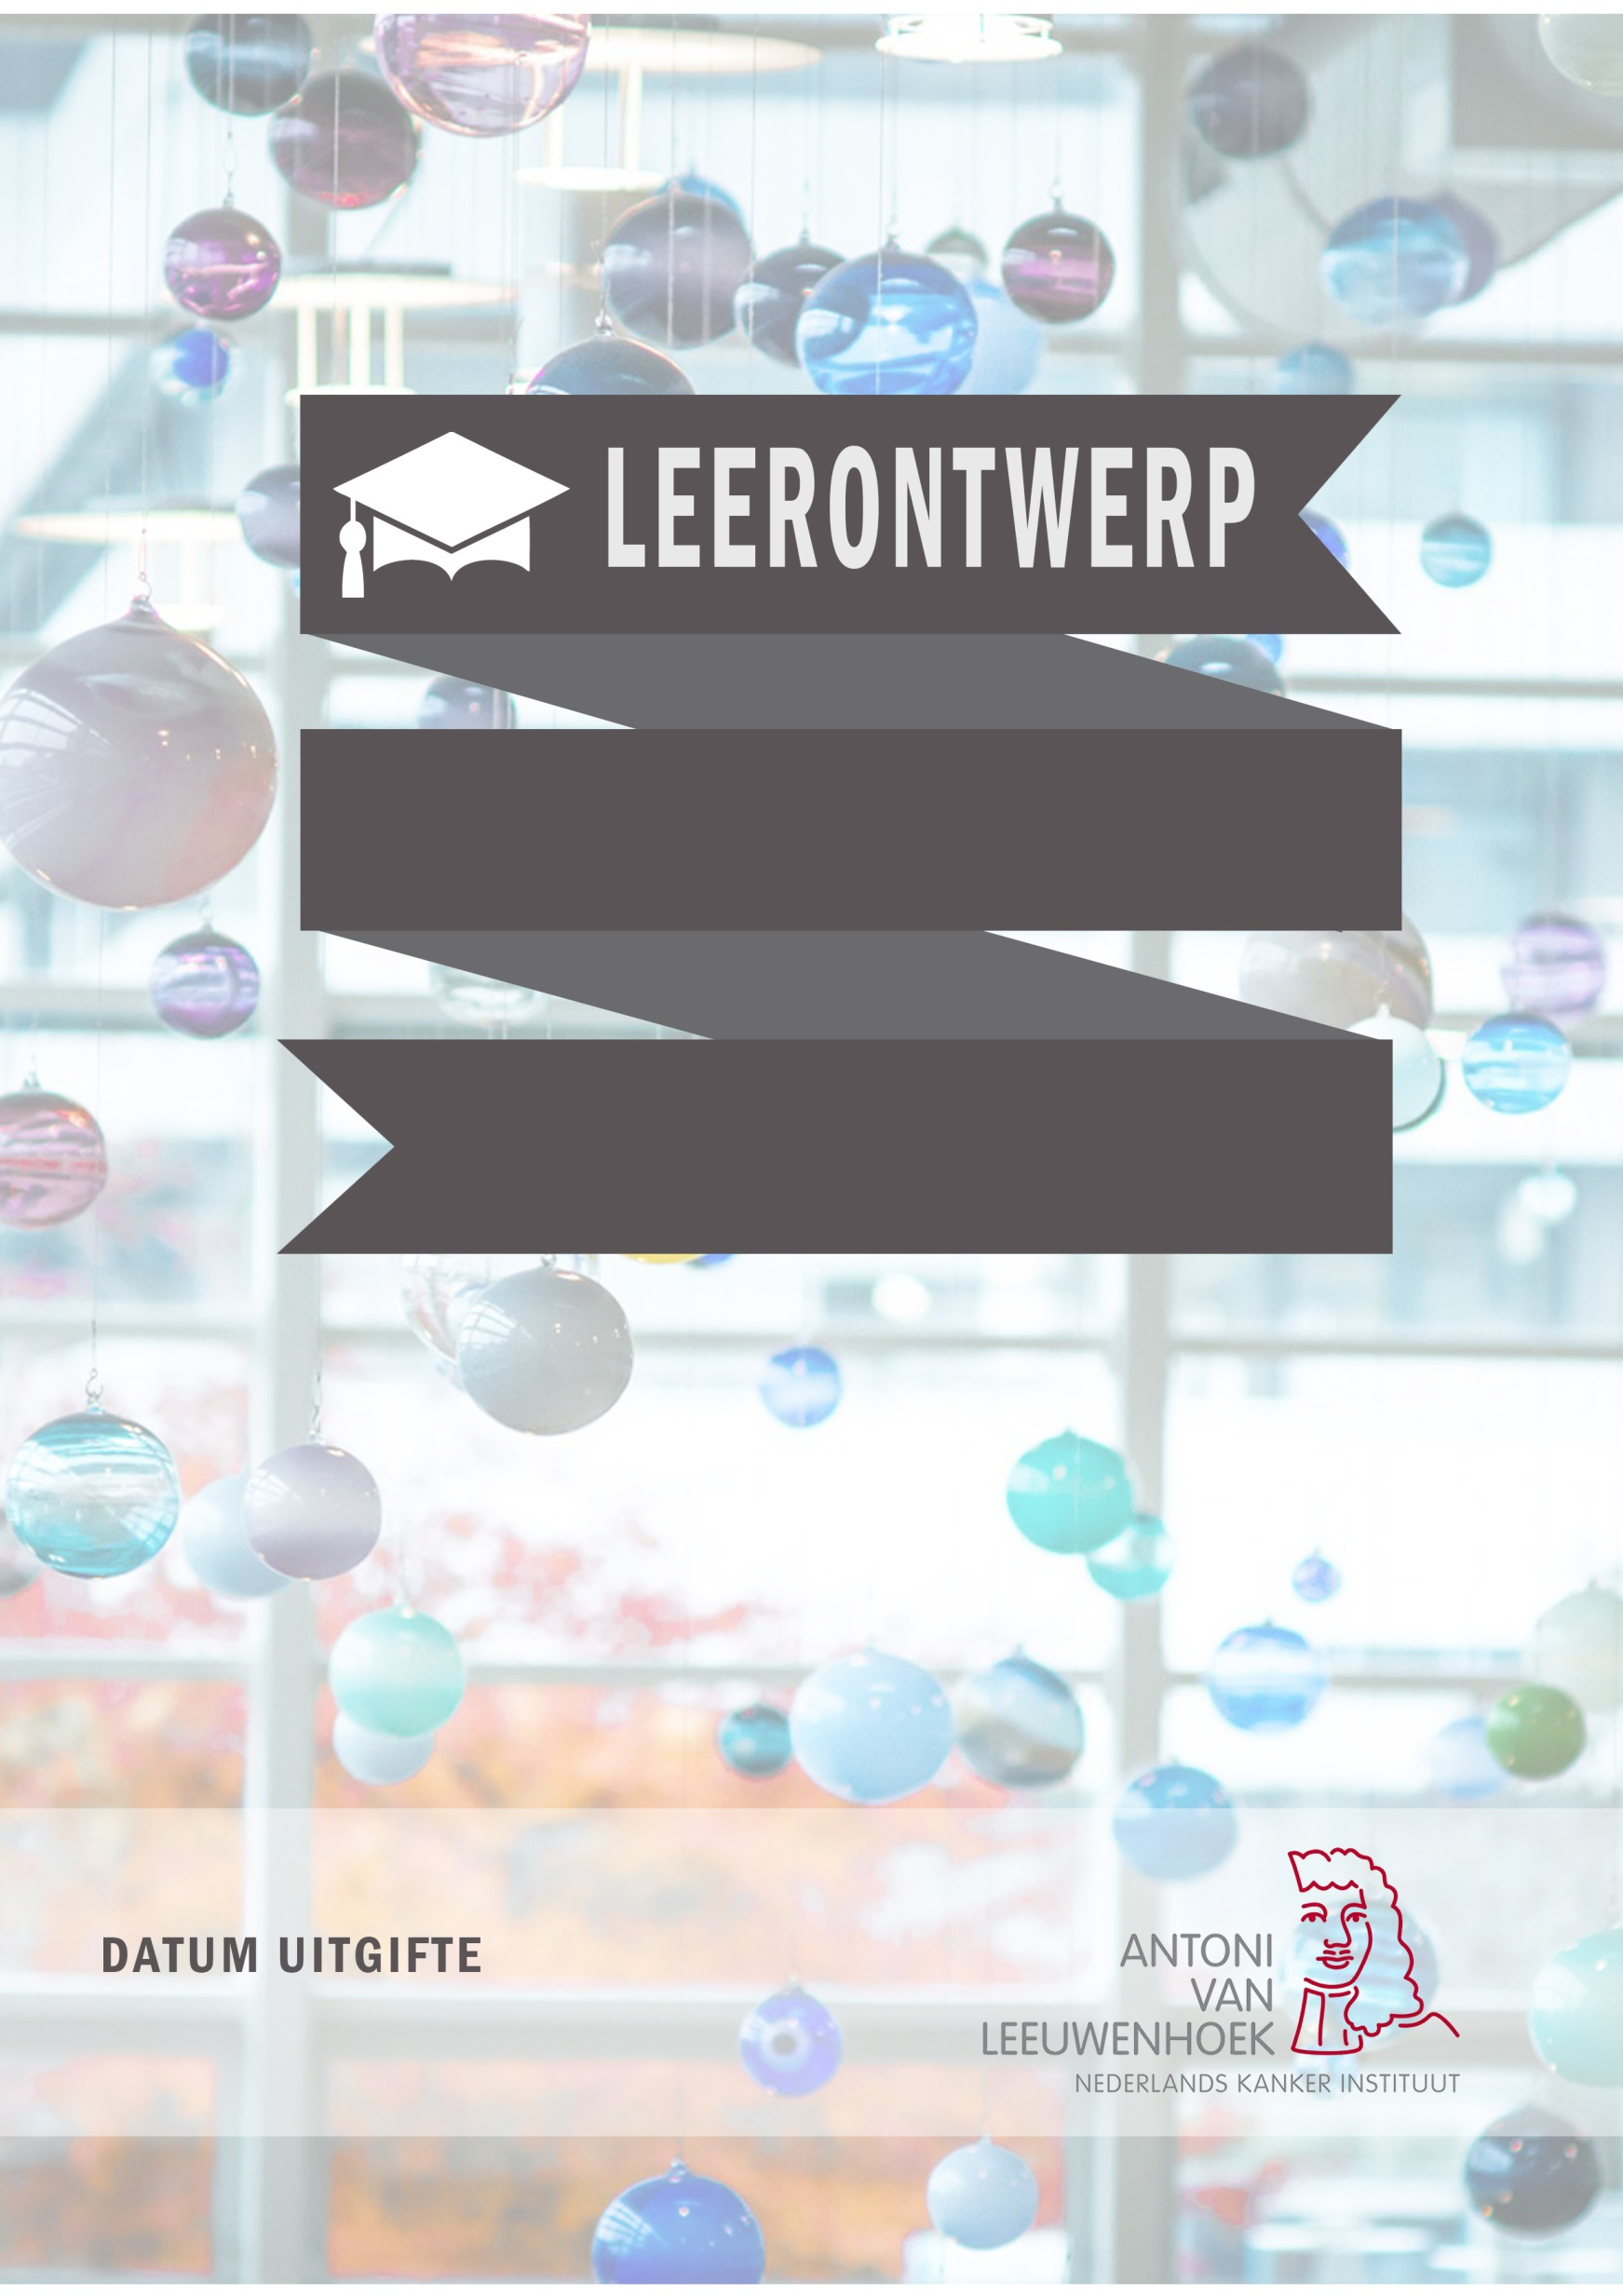 LEERONTWERP
DATUM UITGIFTE
ANTONI
VAN
LEEUWENHOEK
NEDERLANDS KANKER INSTITUUT